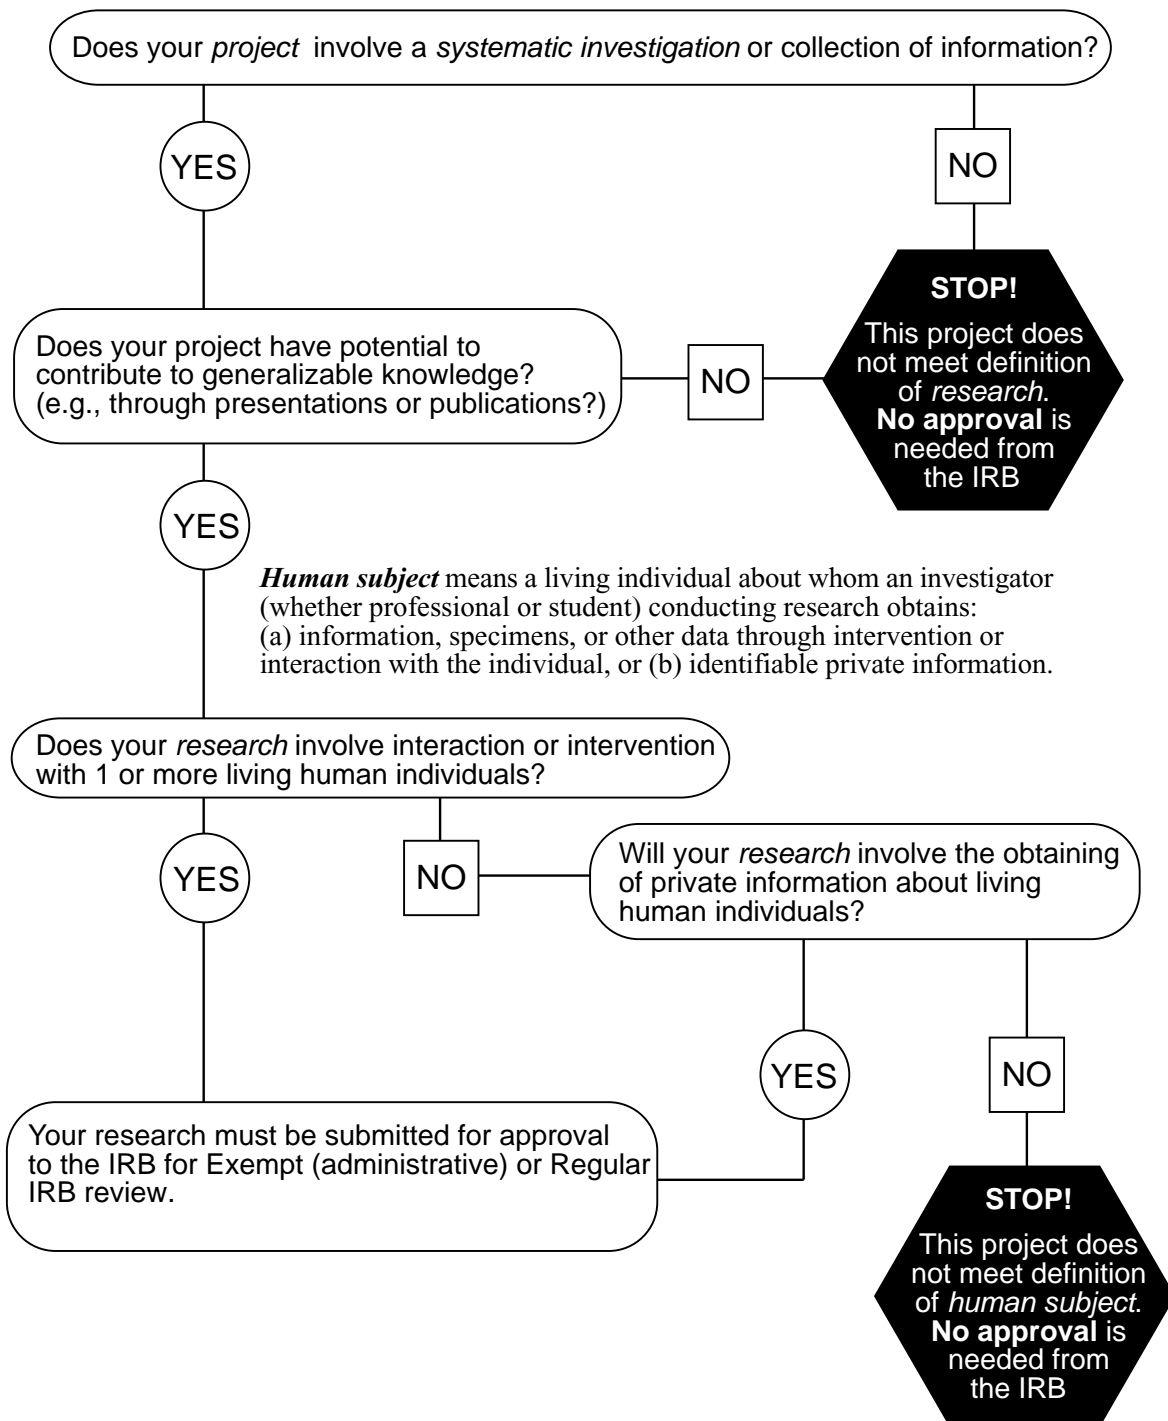 Does your project involve a systematic investigation or collection of information?
YES
NO
STOP!
This project does
not meet definition
of research.
No approval is
needed from
the IRB
Does your project have potential to
contribute to generalizable knowledge?
(e.g., through presentations or publications?)
NO
YES
Human subject means a living individual about whom an investigator
(whether professional or student) conducting research obtains:
(a) information, specimens, or other data through intervention or
interaction with the individual, or (b) identifiable private information.
Does your research involve interaction or intervention
with 1 or more living human individuals?
YES
NO
Will your research involve the obtaining
of private information about living
human individuals?
YES
NO
Your research must be submitted for approval
to the IRB for Exempt (administrative) or Regular
IRB review.
STOP!
This project does
not meet definition
of human subject.
No approval is
needed from
the IRB